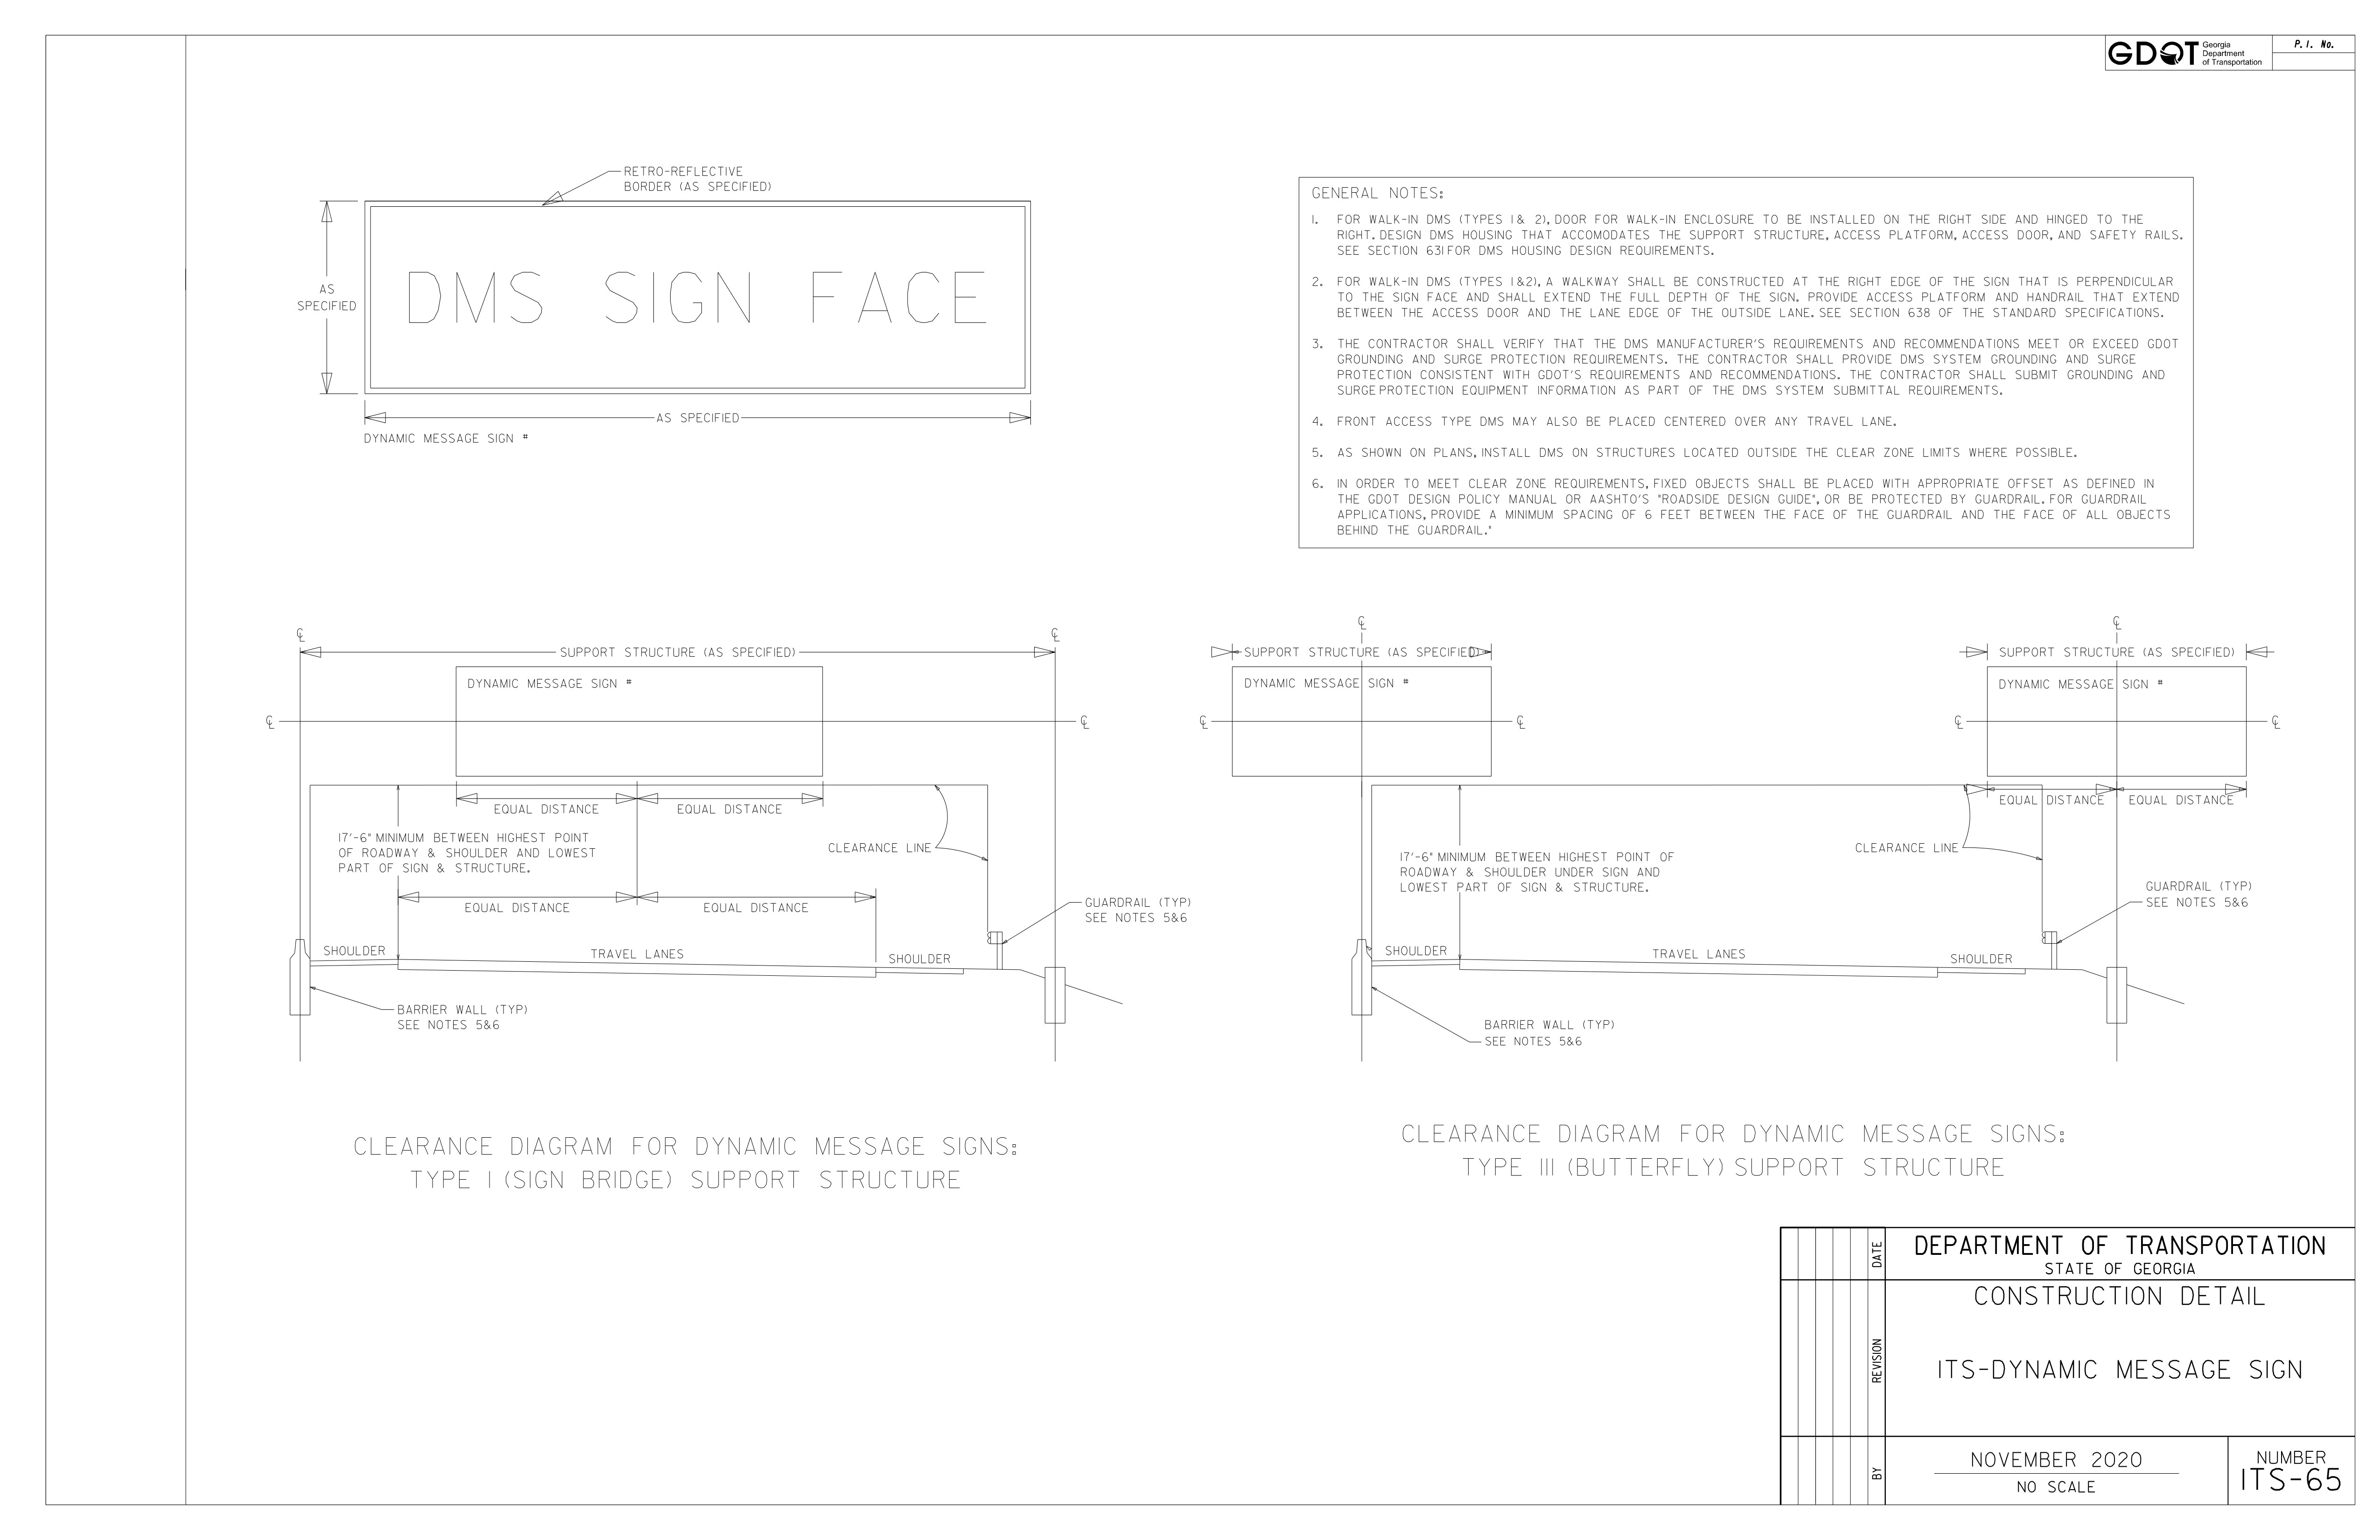 GDOT Georgia
Department
of Transportation
P.I. No.
RETRO-REFLECTIVE
BORDER (AS SPECIFIED)
AS
SPECIFIED
DMS SIGN FACE
AS SPECIFIED
DYNAMIC MESSAGE SIGN #
GENERAL NOTES:
1. FOR WALK-IN DMS (TYPES 1 & 2), DOOR FOR WALK-IN ENCLOSURE TO BE INSTALLED ON THE RIGHT SIDE AND HINGED TO THE
RIGHT. DESIGN DMS HOUSING THAT ACCOMODATES THE SUPPORT STRUCTURE, ACCESS PLATFORM, ACCESS DOOR, AND SAFETY RAILS.
SEE SECTION 631 FOR DMS HOUSING DESIGN REQUIREMENTS.
2. FOR WALK-IN DMS (TYPES 1&2), A WALKWAY SHALL BE CONSTRUCTED AT THE RIGHT EDGE OF THE SIGN THAT IS PERPENDICULAR
TO THE SIGN FACE AND SHALL EXTEND THE FULL DEPTH OF THE SIGN. PROVIDE ACCESS PLATFORM AND HANDRAIL THAT EXTEND
BETWEEN THE ACCESS DOOR AND THE LANE EDGE OF THE OUTSIDE LANE. SEE SECTION 638 OF THE STANDARD SPECIFICATIONS.
3. THE CONTRACTOR SHALL VERIFY THAT THE DMS MANUFACTURER'S REQUIREMENTS AND RECOMMENDATIONS MEET OR EXCEED GDOT
GROUNDING AND SURGE PROTECTION REQUIREMENTS. THE CONTRACTOR SHALL PROVIDE DMS SYSTEM GROUNDING AND SURGE
PROTECTION CONSISTENT WITH GDOT'S REQUIREMENTS AND RECOMMENDATIONS. THE CONTRACTOR SHALL SUBMIT GROUNDING AND
SURGE PROTECTION EQUIPMENT INFORMATION AS PART OF THE DMS SYSTEM SUBMITTAL REQUIREMENTS.
4. FRONT ACCESS TYPE DMS MAY ALSO BE PLACED CENTERED OVER ANY TRAVEL LANE.
5. AS SHOWN ON PLANS, INSTALL DMS ON STRUCTURES LOCATED OUTSIDE THE CLEAR ZONE LIMITS WHERE POSSIBLE.
6. IN ORDER TO MEET CLEAR ZONE REQUIREMENTS, FIXED OBJECTS SHALL BE PLACED WITH APPROPRIATE OFFSET AS DEFINED IN
THE GDOT DESIGN POLICY MANUAL OR AASHTO'S "ROADSIDE DESIGN GUIDE", OR BE PROTECTED BY GUARDRAIL. FOR GUARDRAIL
APPLICATIONS, PROVIDE A MINIMUM SPACING OF 6 FEET BETWEEN THE FACE OF THE GUARDRAIL AND THE FACE OF ALL OBJECTS
BEHIND THE GUARDRAIL."
℄ ℄
SUPPORT STRUCTURE (AS SPECIFIED)
DYNAMIC MESSAGE SIGN #
℄ ℄
EQUAL DISTANCE EQUAL DISTANCE
17'-6" MINIMUM BETWEEN HIGHEST POINT
OF ROADWAY & SHOULDER AND LOWEST
PART OF SIGN & STRUCTURE.
CLEARANCE LINE
EQUAL DISTANCE EQUAL DISTANCE
GUARDRAIL (TYP)
SEE NOTES 5&6
SHOULDER
TRAVEL LANES
SHOULDER
BARRIER WALL (TYP)
SEE NOTES 5&6
CLEARANCE DIAGRAM FOR DYNAMIC MESSAGE SIGNS:
TYPE I (SIGN BRIDGE) SUPPORT STRUCTURE
℄ ℄
SUPPORT STRUCTURE (AS SPECIFIED)
SUPPORT STRUCTURE (AS SPECIFIED)
DYNAMIC MESSAGE SIGN #
DYNAMIC MESSAGE SIGN #
℄ ℄ ℄ ℄
EQUAL DISTANCE EQUAL DISTANCE
CLEARANCE LINE
17'-6" MINIMUM BETWEEN HIGHEST POINT OF
ROADWAY & SHOULDER UNDER SIGN AND
LOWEST PART OF SIGN & STRUCTURE.
GUARDRAIL (TYP)
SEE NOTES 5&6
SHOULDER
TRAVEL LANES
SHOULDER
BARRIER WALL (TYP)
SEE NOTES 5&6
CLEARANCE DIAGRAM FOR DYNAMIC MESSAGE SIGNS:
TYPE III (BUTTERFLY) SUPPORT STRUCTURE
DATE
REVISION
BY
DEPARTMENT OF TRANSPORTATION
STATE OF GEORGIA
CONSTRUCTION DETAIL
ITS-DYNAMIC MESSAGE SIGN
NOVEMBER 2020
NO SCALE
NUMBER
ITS-65